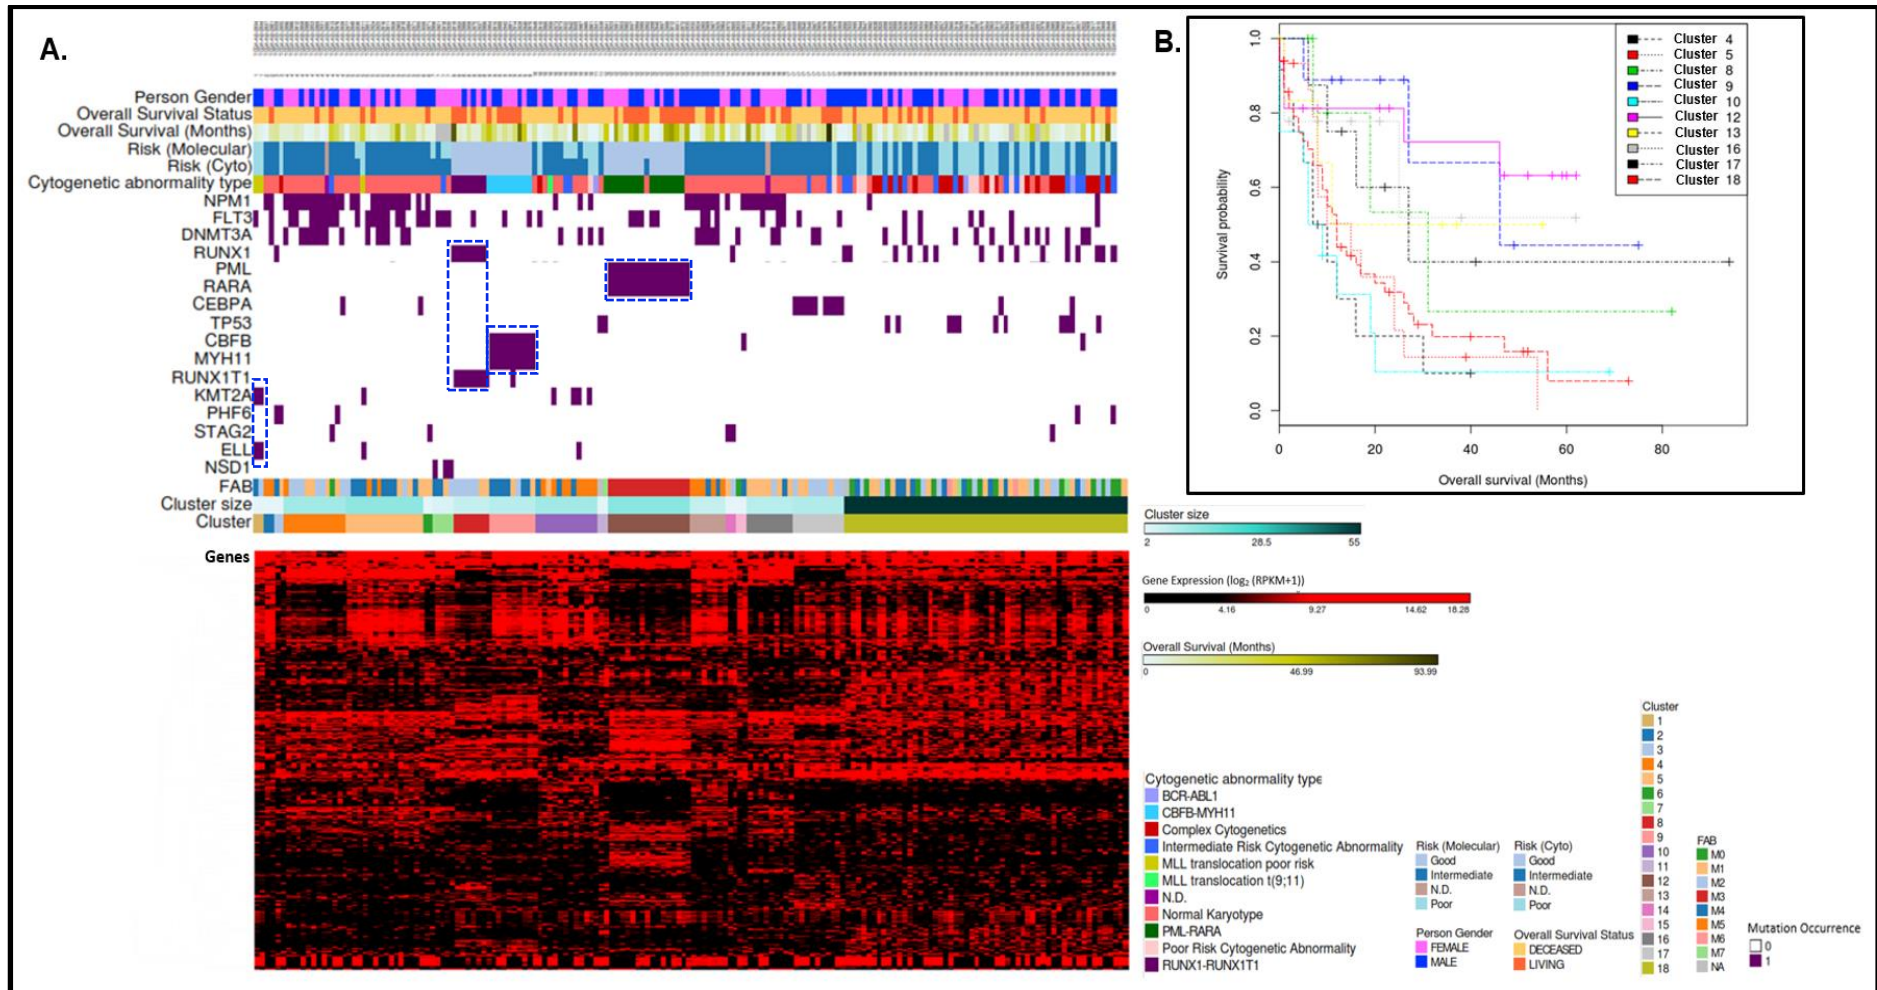 A.
Person Gender
Overall Survival Status
Overall Survival (Months)
Risk (Molecular)
Risk (Cyto)
Cytogenetic abnormality type
NPM1
FLT3
DNMT3A
RUNX1
PML
RARA
CEBPA
TP53
CBFB
MYH11
RUNX1T1
KMT2A
PHF6
STAG2
ELL
NSD1
FAB
Cluster size
Cluster
Genes
B.
Survival probability
1.0
0.8
0.6
0.4
0.2
0.0
0 20 40 60 80
Overall survival (Months)
Cluster 4
Cluster 5
Cluster 8
Cluster 9
Cluster 10
Cluster 12
Cluster 13
Cluster 16
Cluster 17
Cluster 18
Cluster size
2 28.5 55
Gene Expression (log₂ (RPKM+1))
0 4.16 9.27 14.62 18.28
Overall Survival (Months)
0 46.99 93.99
Cytogenetic abnormality type
BCR-ABL1
CBFB-MYH11
Complex Cytogenetics
Intermediate Risk Cytogenetic Abnormality
MLL translocation poor risk
MLL translocation t(9;11)
N.D.
Normal Karyotype
PML-RARA
Poor Risk Cytogenetic Abnormality
RUNX1-RUNX1T1
Risk (Molecular)
Good
Intermediate
N.D.
Poor
Risk (Cyto)
Good
Intermediate
N.D.
Poor
Person Gender
FEMALE
MALE
Overall Survival Status
DECEASED
LIVING
Cluster
1
2
3
4
5
6
7
8
9
10
11
12
13
14
15
16
17
18
FAB
M0
M1
M2
M3
M4
M5
M6
M7
NA
Mutation Occurrence
0
1